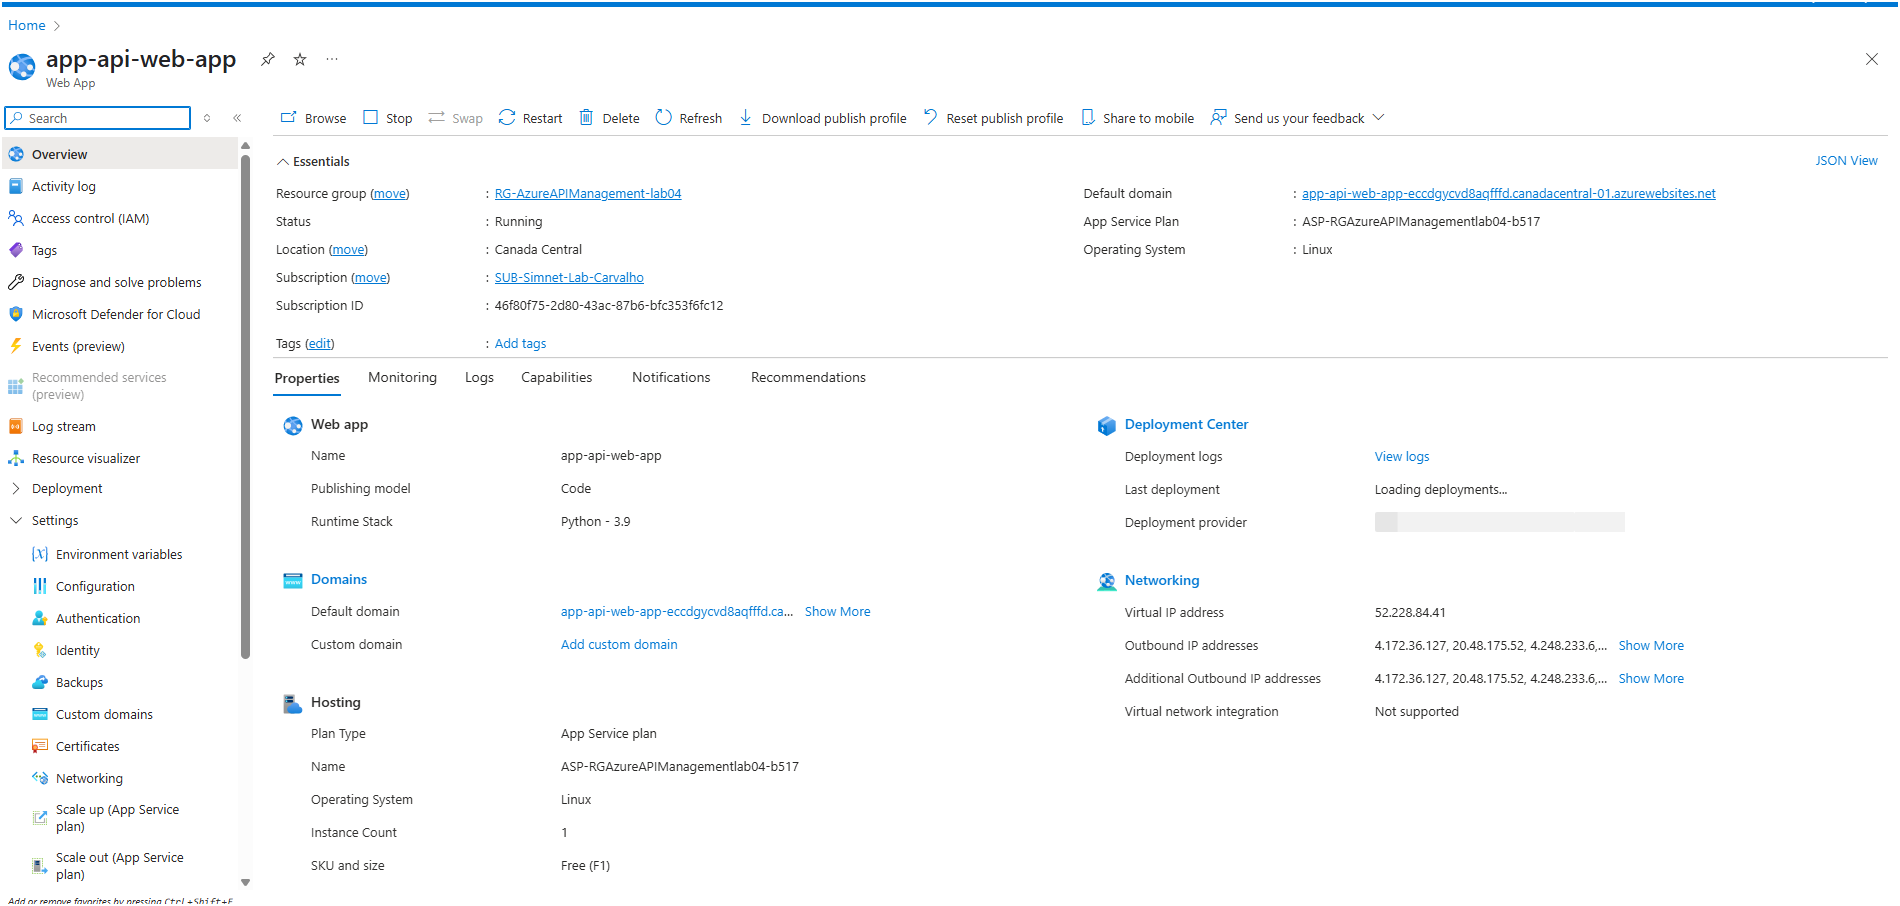 Home
app-api-web-app
Web App
Search
Browse Stop Swap Restart Delete Refresh Download publish profile Reset publish profile Share to mobile Send us your feedback
Overview
Activity log
Access control (IAM)
Tags
Diagnose and solve problems
Microsoft Defender for Cloud
Events (preview)
Recommended services
(preview)
Log stream
Resource visualizer
Deployment
Settings
Environment variables
Configuration
Authentication
Identity
Backups
Custom domains
Certificates
Networking
Scale up (App Service
plan)
Scale out (App Service
plan)
Add or remove favorites by pressing Ctrl+Shift+F
Essentials
JSON View
Resource group (move) : RG-AzureAPIManagement-lab04
Status : Running
Location (move) : Canada Central
Subscription (move) : SUB-Simnet-Lab-Carvalho
Subscription ID : 46f80f75-2d80-43ac-87b6-bfc353f6fc12
Tags (edit) : Add tags
Default domain : app-api-web-app-eccdgycvd8aqfffd.canadacentral-01.azurewebsites.net
App Service Plan : ASP-RGAzureAPIManagementlab04-b517
Operating System : Linux
Properties Monitoring Logs Capabilities Notifications Recommendations
Web app
Name app-api-web-app
Publishing model Code
Runtime Stack Python - 3.9
Domains
Default domain app-api-web-app-eccdgycvd8aqfffd.ca... Show More
Custom domain Add custom domain
Hosting
Plan Type App Service plan
Name ASP-RGAzureAPIManagementlab04-b517
Operating System Linux
Instance Count 1
SKU and size Free (F1)
Deployment Center
Deployment logs View logs
Last deployment Loading deployments...
Deployment provider
Networking
Virtual IP address 52.228.84.41
Outbound IP addresses 4.172.36.127, 20.48.175.52, 4.248.233.6,... Show More
Additional Outbound IP addresses 4.172.36.127, 20.48.175.52, 4.248.233.6,... Show More
Virtual network integration Not supported